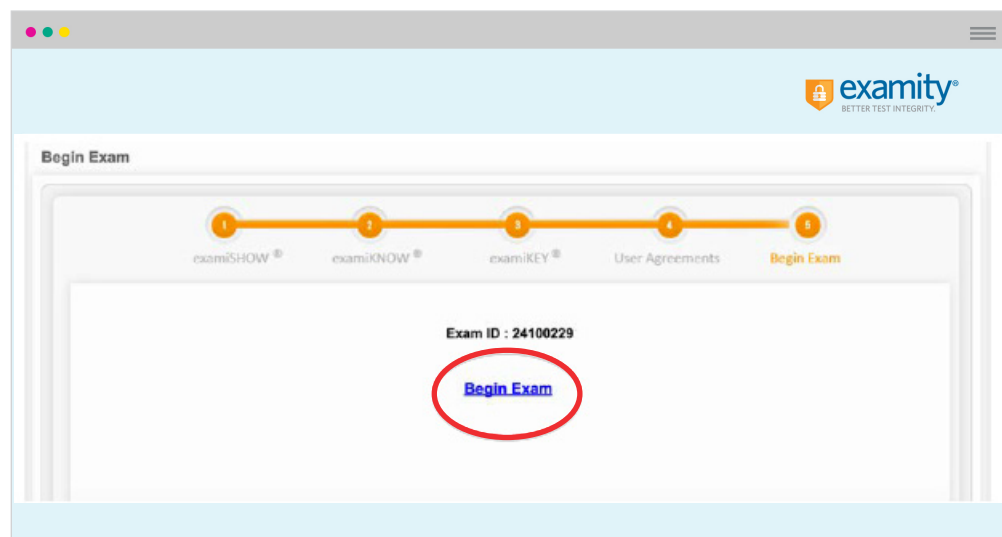 examity®
BETTER TEST INTEGRITY.
Begin Exam
1 2 3 4 5
examiSHOW ® examiKNOW ® examiKEY ® User Agreements Begin Exam
Exam ID : 24100229
Begin Exam